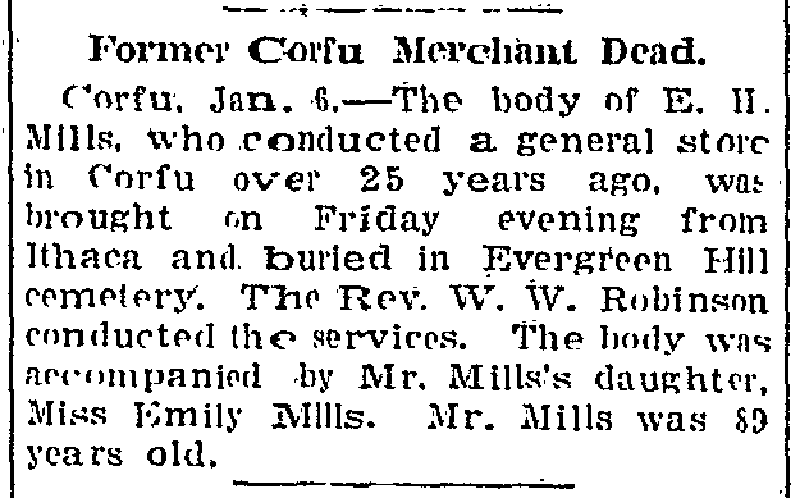 Former Corfu Merchant Dead.
Corfu, Jan. 6.—The body of E. H.
Mills, who conducted a general store
in Corfu over 25 years ago, was
brought on Friday evening from
Ithaca and buried in Evergreen Hill
cemetery. The Rev. W. W. Robinson
conducted the services. The body was
accompanied by Mr. Mills's daughter,
Miss Emily Mills. Mr. Mills was 89
years old.